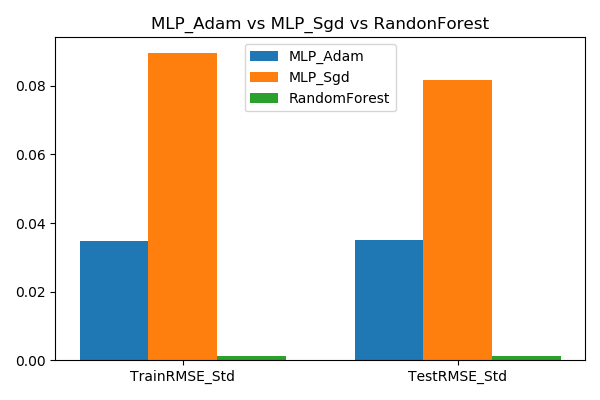 MLP_Adam vs MLP_Sgd vs RandonForest
MLP_Adam
MLP_Sgd
RandomForest
0.08
0.06
0.04
0.02
0.00
TrainRMSE_Std
TestRMSE_Std